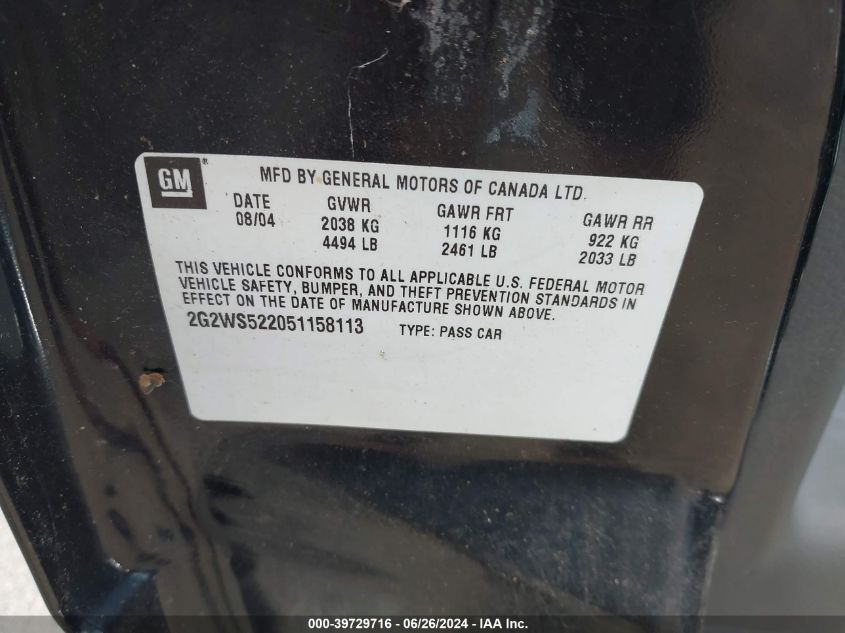 GM ®
MFD BY GENERAL MOTORS OF CANADA LTD.
DATE GVWR GAWR FRT GAWR RR
08/04 2038 KG 1116 KG 922 KG
4494 LB 2461 LB 2033 LB
THIS VEHICLE CONFORMS TO ALL APPLICABLE U.S. FEDERAL MOTOR
VEHICLE SAFETY, BUMPER, AND THEFT PREVENTION STANDARDS IN
EFFECT ON THE DATE OF MANUFACTURE SHOWN ABOVE.
2G2WS522051158113 TYPE: PASS CAR
000-39729716 - 06/26/2024 - IAA Inc.